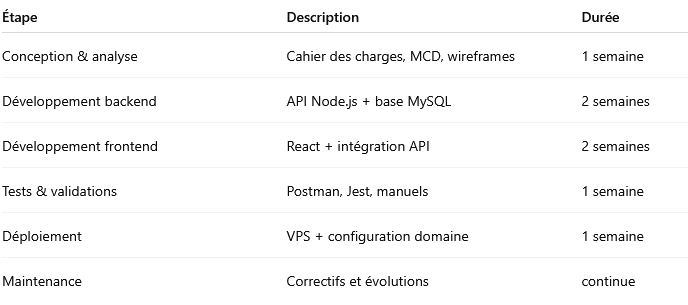 Étape Description Durée
Conception & analyse Cahier des charges, MCD, wireframes 1 semaine
Développement backend API Node.js + base MySQL 2 semaines
Développement frontend React + intégration API 2 semaines
Tests & validations Postman, Jest, manuels 1 semaine
Déploiement VPS + configuration domaine 1 semaine
Maintenance Correctifs et évolutions continue